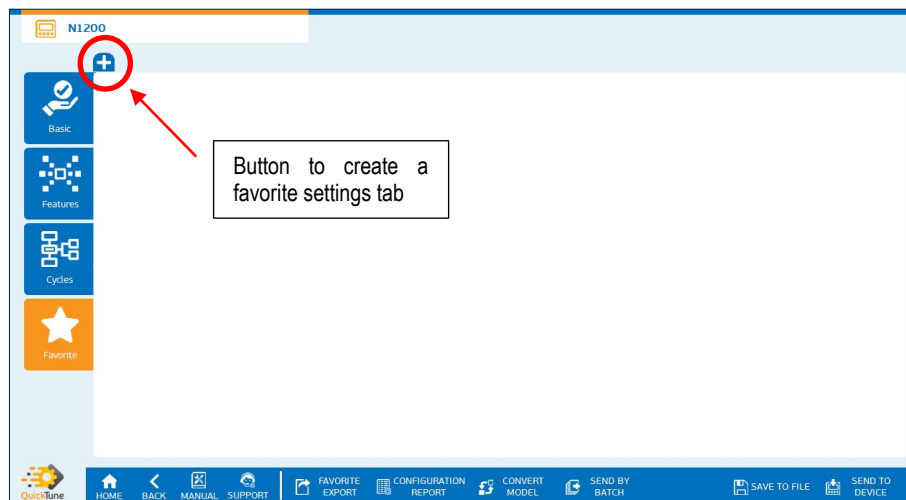 N1200
Basic
Button to create a
favorite settings tab
Features
Cycles
Favorite
QuickTune
HOME
BACK
MANUAL
SUPPORT
FAVORITE
EXPORT
CONFIGURATION
REPORT
CONVERT
MODEL
SEND BY
BATCH
SAVE TO FILE
SEND TO
DEVICE